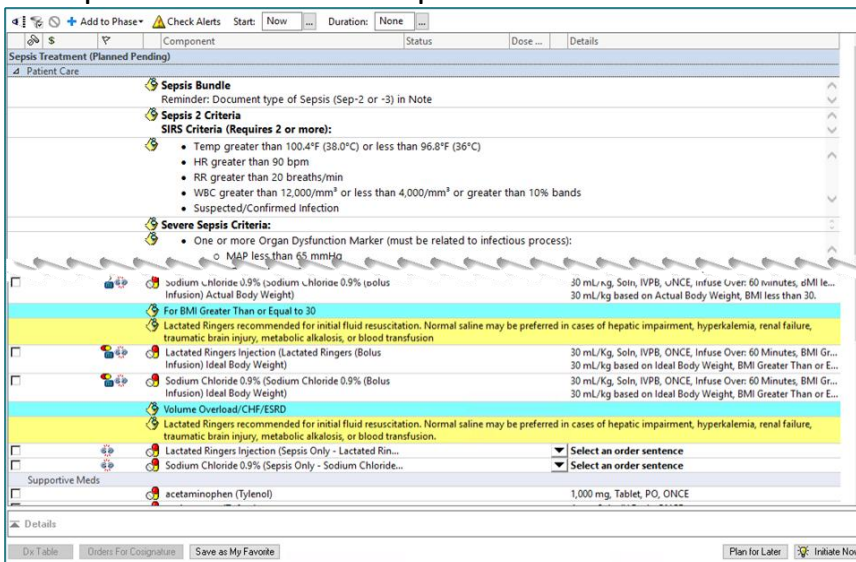 Add to Phase Check Alerts Start: Now ... Duration: None ...
$ Component Status Dose ... Details
Sepsis Treatment (Planned Pending)
Patient Care
Sepsis Bundle
Reminder: Document type of Sepsis (Sep-2 or -3) in Note
Sepsis 2 Criteria
SIRS Criteria (Requires 2 or more):
• Temp greater than 100.4°F (38.0°C) or less than 96.8°F (36°C)
• HR greater than 90 bpm
• RR greater than 20 breaths/min
• WBC greater than 12,000/mm³ or less than 4,000/mm³ or greater than 10% bands
• Suspected/Confirmed Infection
Severe Sepsis Criteria:
• One or more Organ Dysfunction Marker (must be related to infectious process):
o MAP less than 65 mmHg
Sodium Chloride 0.9% (Sodium Chloride 0.9% (Bolus 30 mL/Kg, Soln, IVPB, ONCE, Infuse Over: 60 Minutes, BMI le...
Infusion) Actual Body Weight) 30 mL/kg based on Actual Body Weight, BMI less than 30.
For BMI Greater Than or Equal to 30
Lactated Ringers recommended for initial fluid resuscitation. Normal saline may be preferred in cases of hepatic impairment, hyperkalemia, renal failure,
traumatic brain injury, metabolic alkalosis, or blood transfusion
Lactated Ringers Injection (Lactated Ringers (Bolus 30 mL/Kg, Soln, IVPB, ONCE, Infuse Over: 60 Minutes, BMI Gr...
Infusion) Ideal Body Weight) 30 mL/kg based on Ideal Body Weight, BMI Greater Than or E...
Sodium Chloride 0.9% (Sodium Chloride 0.9% (Bolus 30 mL/Kg, Soln, IVPB, ONCE, Infuse Over: 60 Minutes, BMI Gr...
Infusion) Ideal Body Weight) 30 mL/kg based on Ideal Body Weight, BMI Greater Than or E...
Volume Overload/CHF/ESRD
Lactated Ringers recommended for initial fluid resuscitation. Normal saline may be preferred in cases of hepatic impairment, hyperkalemia, renal failure,
traumatic brain injury, metabolic alkalosis, or blood transfusion.
Lactated Ringers Injection (Sepsis Only - Lactated Rin... Select an order sentence
Sodium Chloride 0.9% (Sepsis Only - Sodium Chloride... Select an order sentence
Supportive Meds
acetaminophen (Tylenol) 1,000 mg, Tablet, PO, ONCE
Details
Dx Table Orders For Cosignature Save as My Favorite Plan for Later Initiate Now